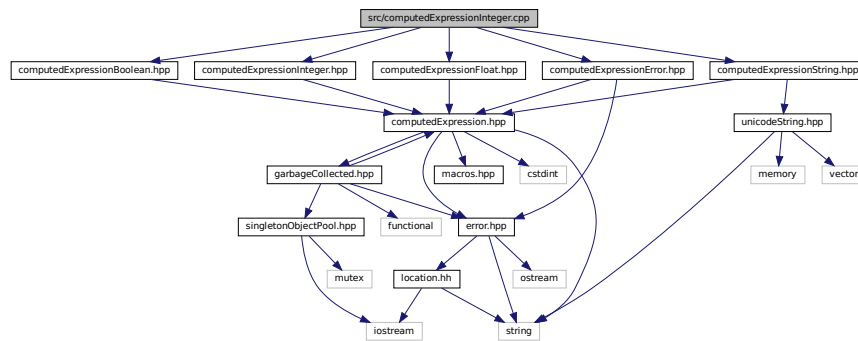 src/computedExpressionInteger.cpp
computedExpressionBoolean.hpp
computedExpressionInteger.hpp
computedExpressionFloat.hpp
computedExpressionError.hpp
computedExpressionString.hpp
computedExpression.hpp
unicodeString.hpp
garbageCollected.hpp
macros.hpp
cstdint
memory
vector
singletonObjectPool.hpp
functional
error.hpp
mutex
location.hh
ostream
iostream
string